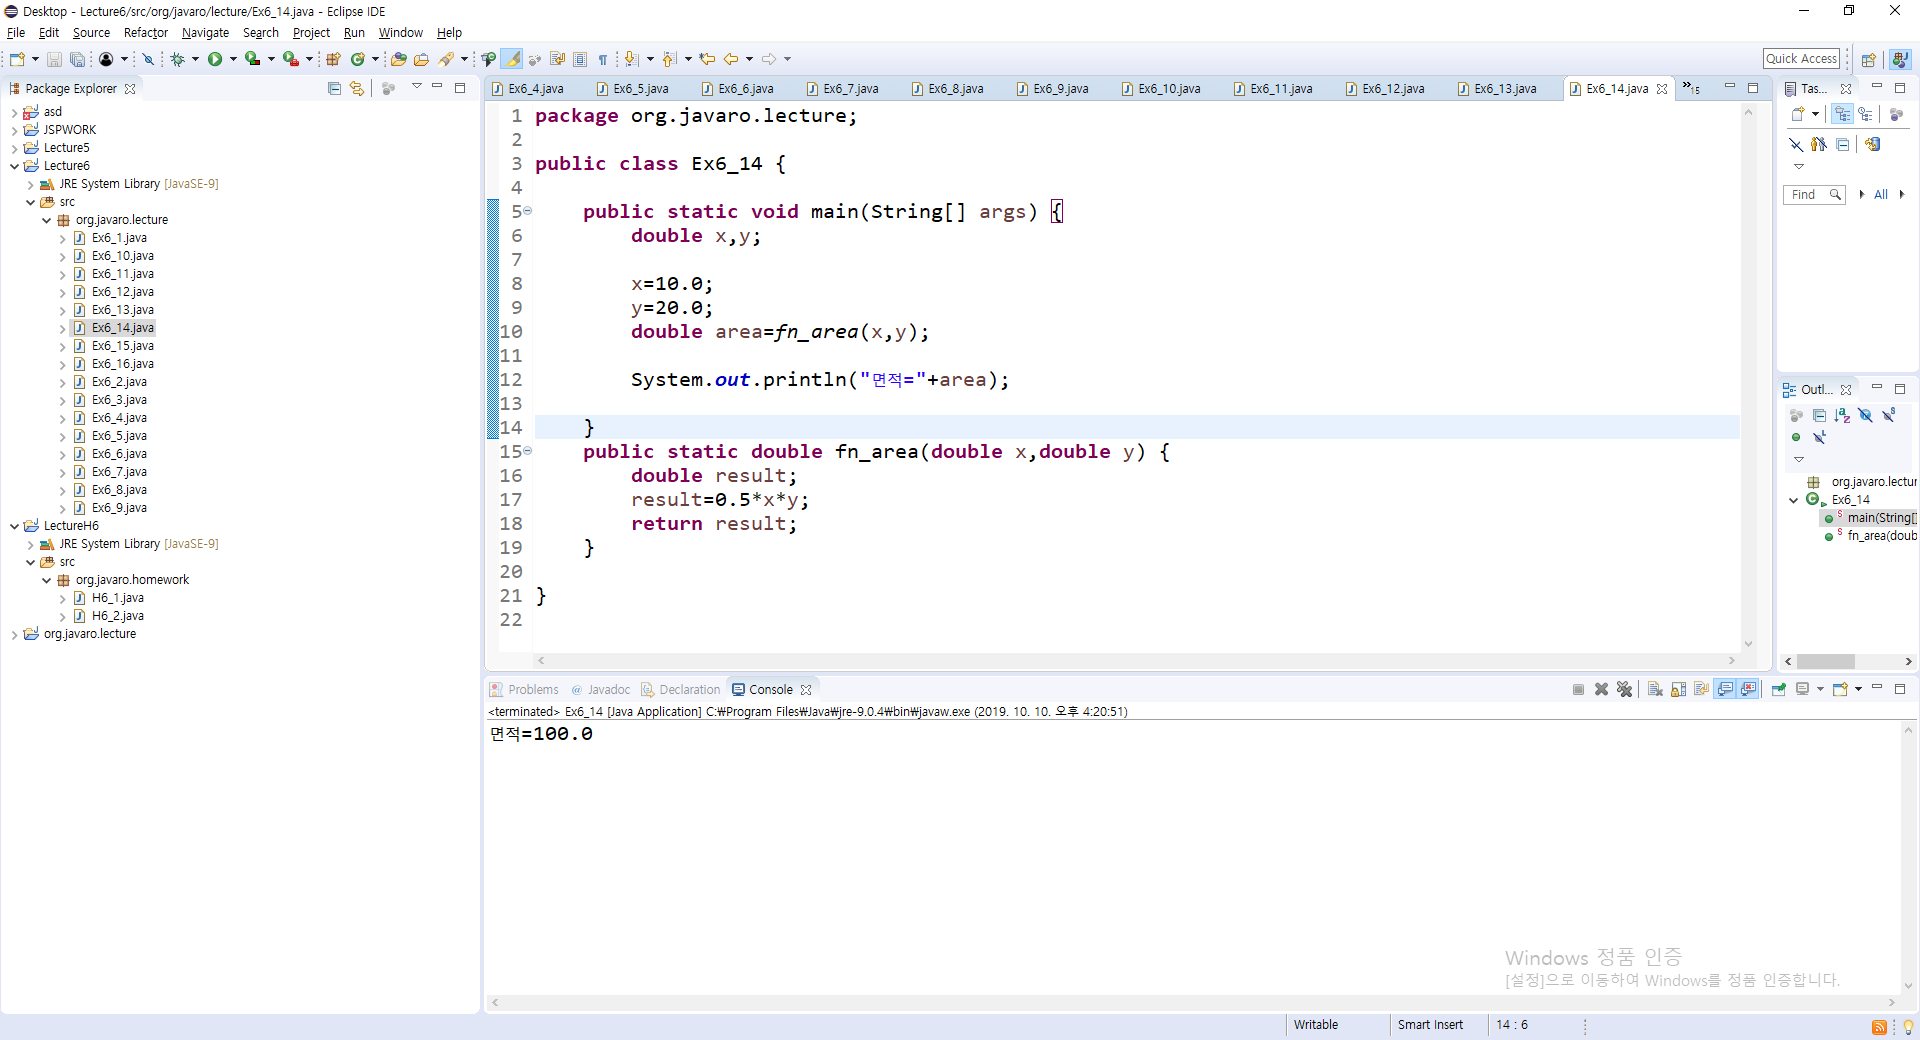 Desktop - Lecture6/src/org/javaro/lecture/Ex6_14.java - Eclipse IDE
File Edit Source Refactor Navigate Search Project Run Window Help
Quick Access
Package Explorer
asd
JSPWORK
Lecture5
Lecture6
JRE System Library [JavaSE-9]
src
org.javaro.lecture
Ex6_1.java
Ex6_10.java
Ex6_11.java
Ex6_12.java
Ex6_13.java
Ex6_14.java
Ex6_15.java
Ex6_16.java
Ex6_2.java
Ex6_3.java
Ex6_4.java
Ex6_5.java
Ex6_6.java
Ex6_7.java
Ex6_8.java
Ex6_9.java
LectureH6
JRE System Library [JavaSE-9]
src
org.javaro.homework
H6_1.java
H6_2.java
org.javaro.lecture
Ex6_4.java Ex6_5.java Ex6_6.java Ex6_7.java Ex6_8.java Ex6_9.java Ex6_10.java Ex6_11.java Ex6_12.java Ex6_13.java Ex6_14.java »15
1 package org.javaro.lecture;
2
3 public class Ex6_14 {
4
5 public static void main(String[] args) {
6 double x,y;
7
8 x=10.0;
9 y=20.0;
10 double area=fn_area(x,y);
11
12 System.out.println("면적="+area);
13
14 }
15 public static double fn_area(double x,double y) {
16 double result;
17 result=0.5*x*y;
18 return result;
19 }
20
21 }
22
Tas...
Find All
Outl...
org.javaro.lectur
Ex6_14
main(String[]
fn_area(doub
Problems @ Javadoc Declaration Console
<terminated> Ex6_14 [Java Application] C:₩Program Files₩Java₩jre-9.0.4₩bin₩javaw.exe (2019. 10. 10. 오후 4:20:51)
면적=100.0
Windows 정품 인증
[설정]으로 이동하여 Windows를 정품 인증합니다.
Writable Smart Insert 14 : 6